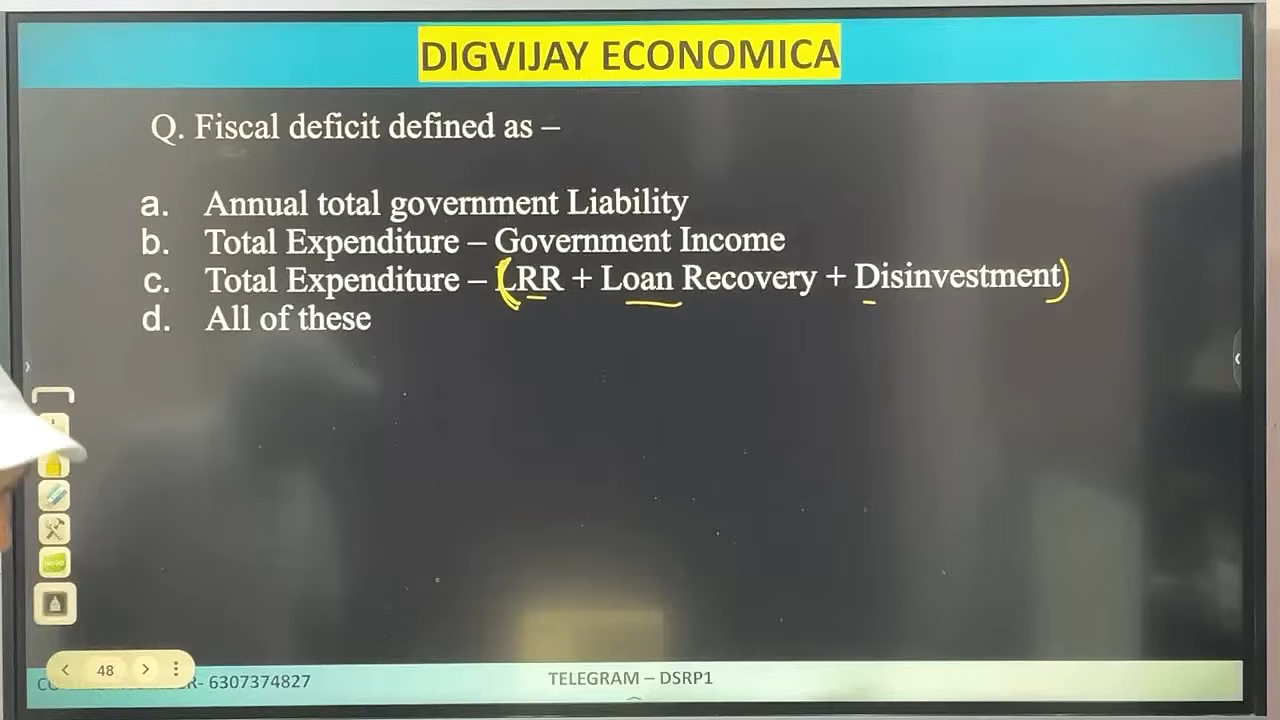 DIGVIJAY ECONOMICA
Q. Fiscal deficit defined as –
a. Annual total government Liability
b. Total Expenditure – Government Income
c. Total Expenditure – (RR + Loan Recovery + Disinvestment)
d. All of these
48
R- 6307374827
TELEGRAM – DSRP1